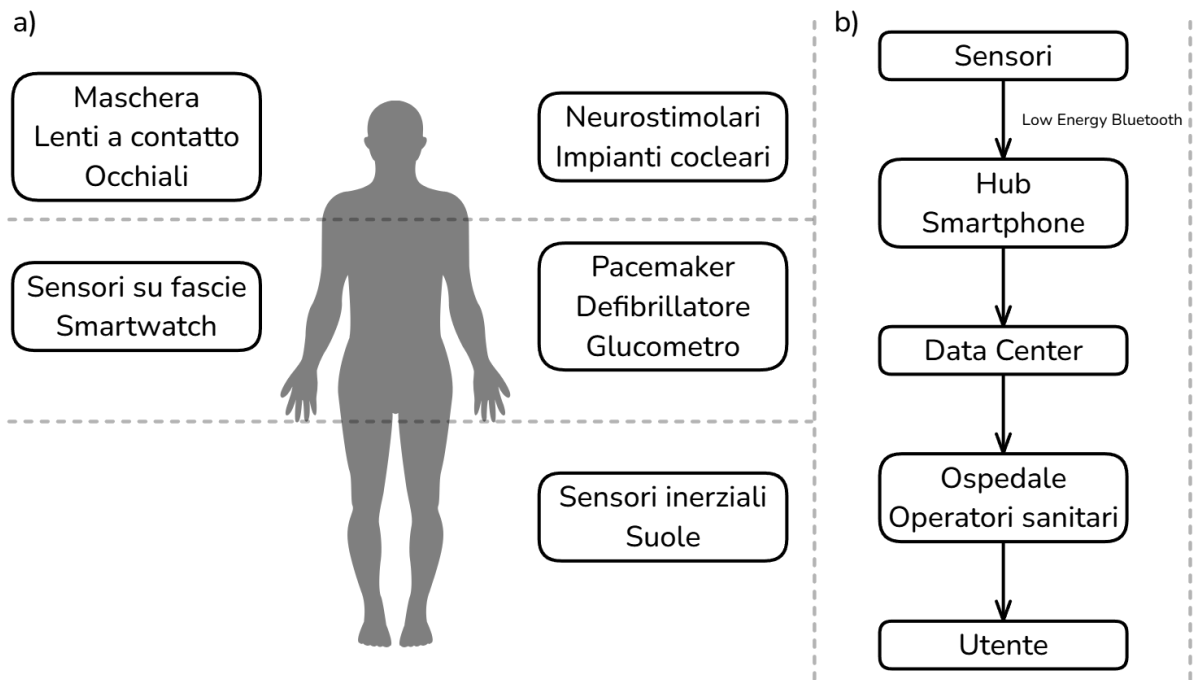 a)
Maschera
Lenti a contatto
Occhiali
Neurostimolari
Impianti cocleari
Sensori su fascie
Smartwatch
Pacemaker
Defibrillatore
Glucometro
Sensori inerziali
Suole
b)
Sensori
Low Energy Bluetooth
Hub
Smartphone
Data Center
Ospedale
Operatori sanitari
Utente